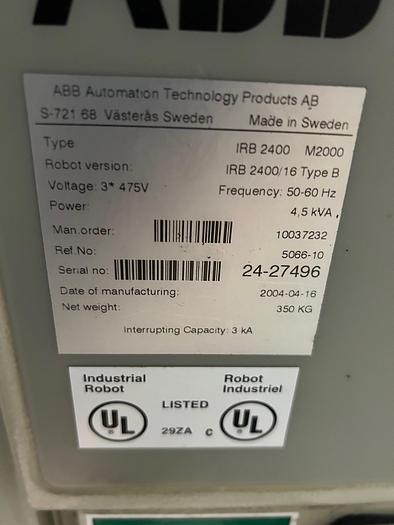 ABB
ABB Automation Technology Products AB
S-721 68 Västerås Sweden Made in Sweden
Type IRB 2400 M2000
Robot version: IRB 2400/16 Type B
Voltage: 3* 475V Frequency: 50-60 Hz
Power: 4,5 kVA
Man.order: 10037232
Ref.No: 5066-10
Serial no: 24-27496
Date of manufacturing: 2004-04-16
Net weight: 350 KG
Interrupting Capacity: 3 kA
Industrial Robot
Robot Industriel
UL ® LISTED 29ZA C UL ®